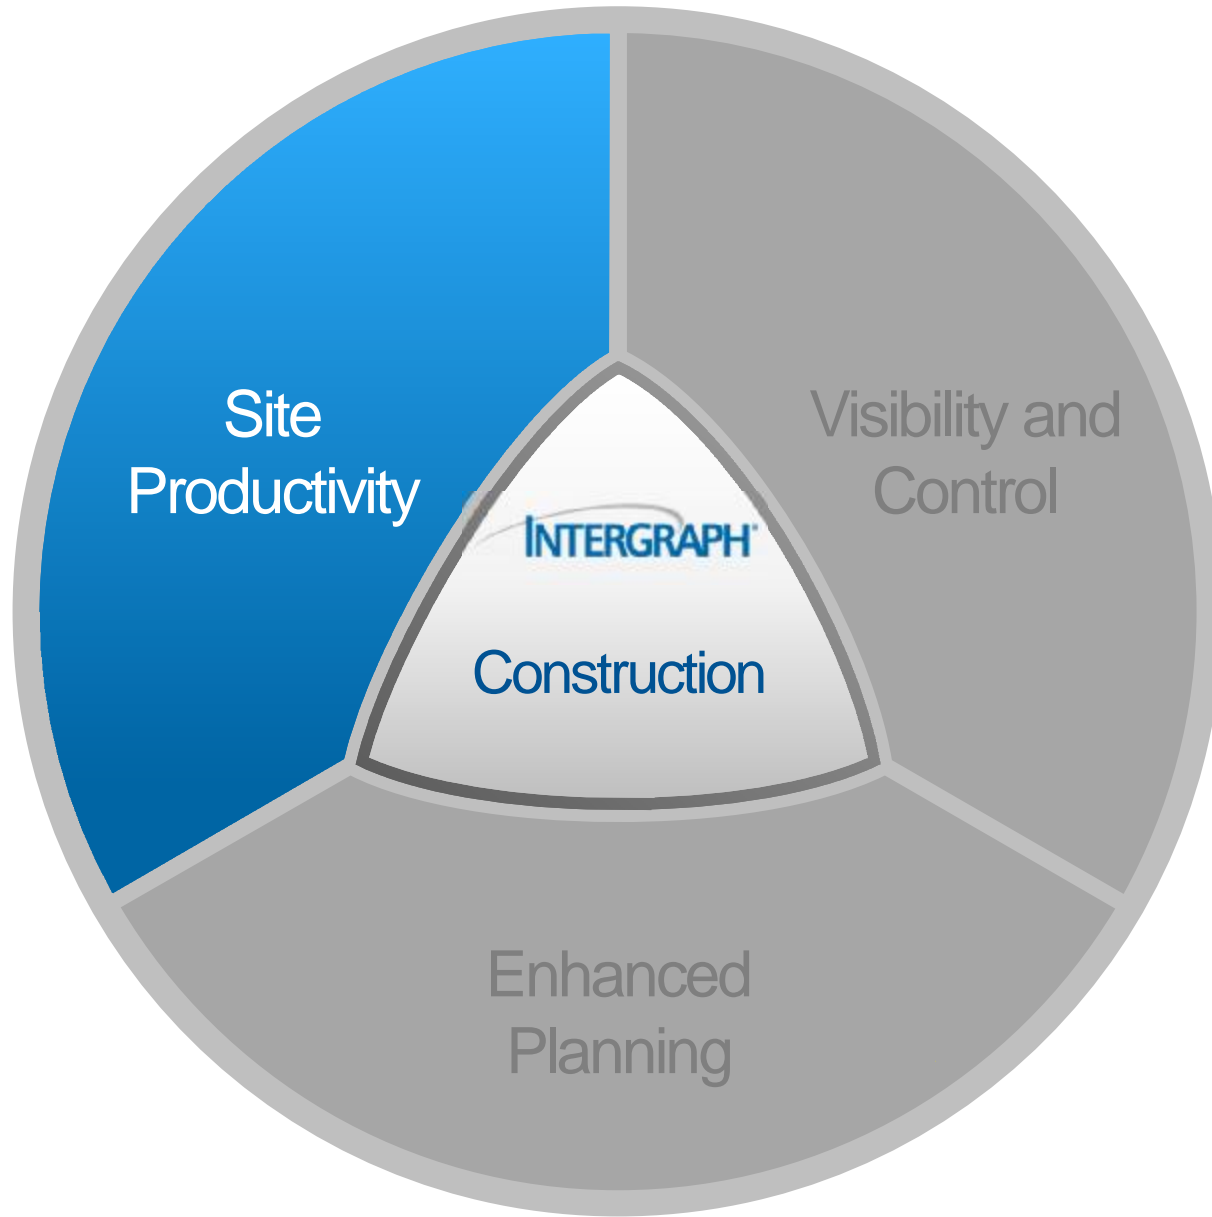 Site
Productivity
Visibility and
Control
INTERGRAPH®
Construction
Enhanced
Planning